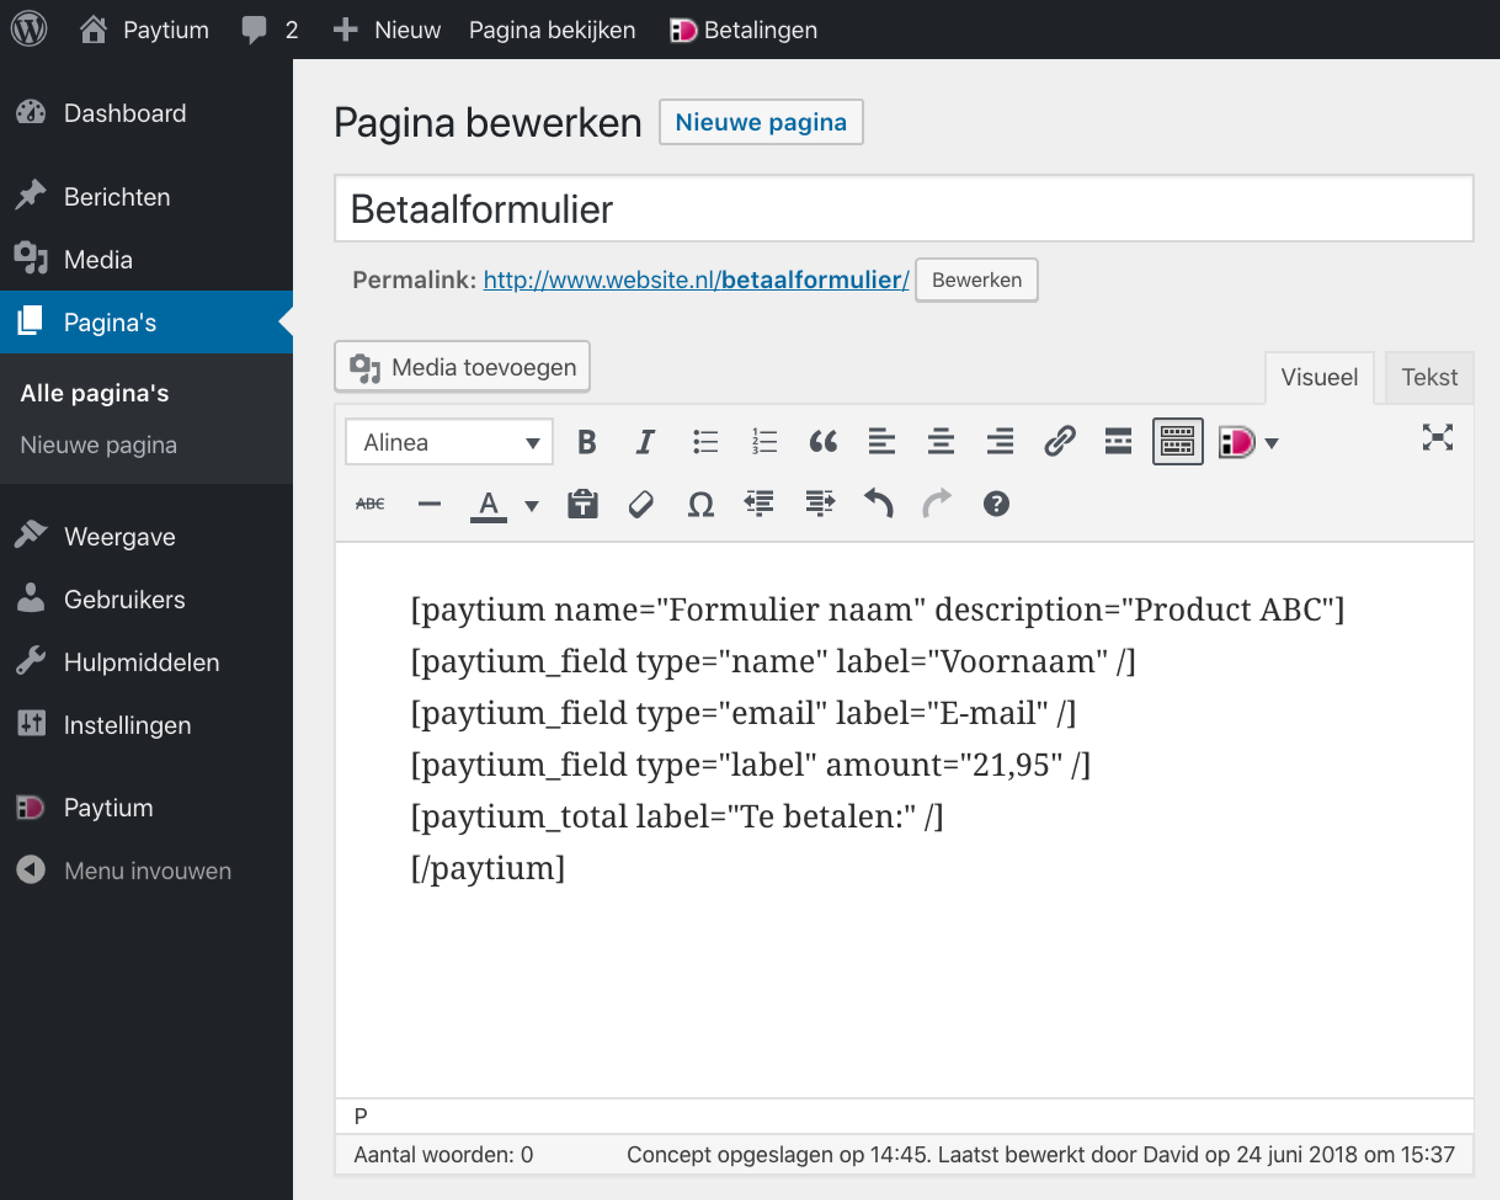 Paytium 2 Nieuw Pagina bekijken Betalingen
Dashboard
Berichten
Media
Pagina's
Alle pagina's
Nieuwe pagina
Weergave
Gebruikers
Hulpmiddelen
Instellingen
Paytium
Menu invouwen
Pagina bewerken Nieuwe pagina
Betaalformulier
Permalink: http://www.website.nl/betaalformulier/ Bewerken
Media toevoegen Visueel Tekst
Alinea B I
ABC A Ω
[paytium name="Formulier naam" description="Product ABC"]
[paytium_field type="name" label="Voornaam" /]
[paytium_field type="email" label="E-mail" /]
[paytium_field type="label" amount="21,95" /]
[paytium_total label="Te betalen:" /]
[/paytium]
P
Aantal woorden: 0 Concept opgeslagen op 14:45. Laatst bewerkt door David op 24 juni 2018 om 15:37